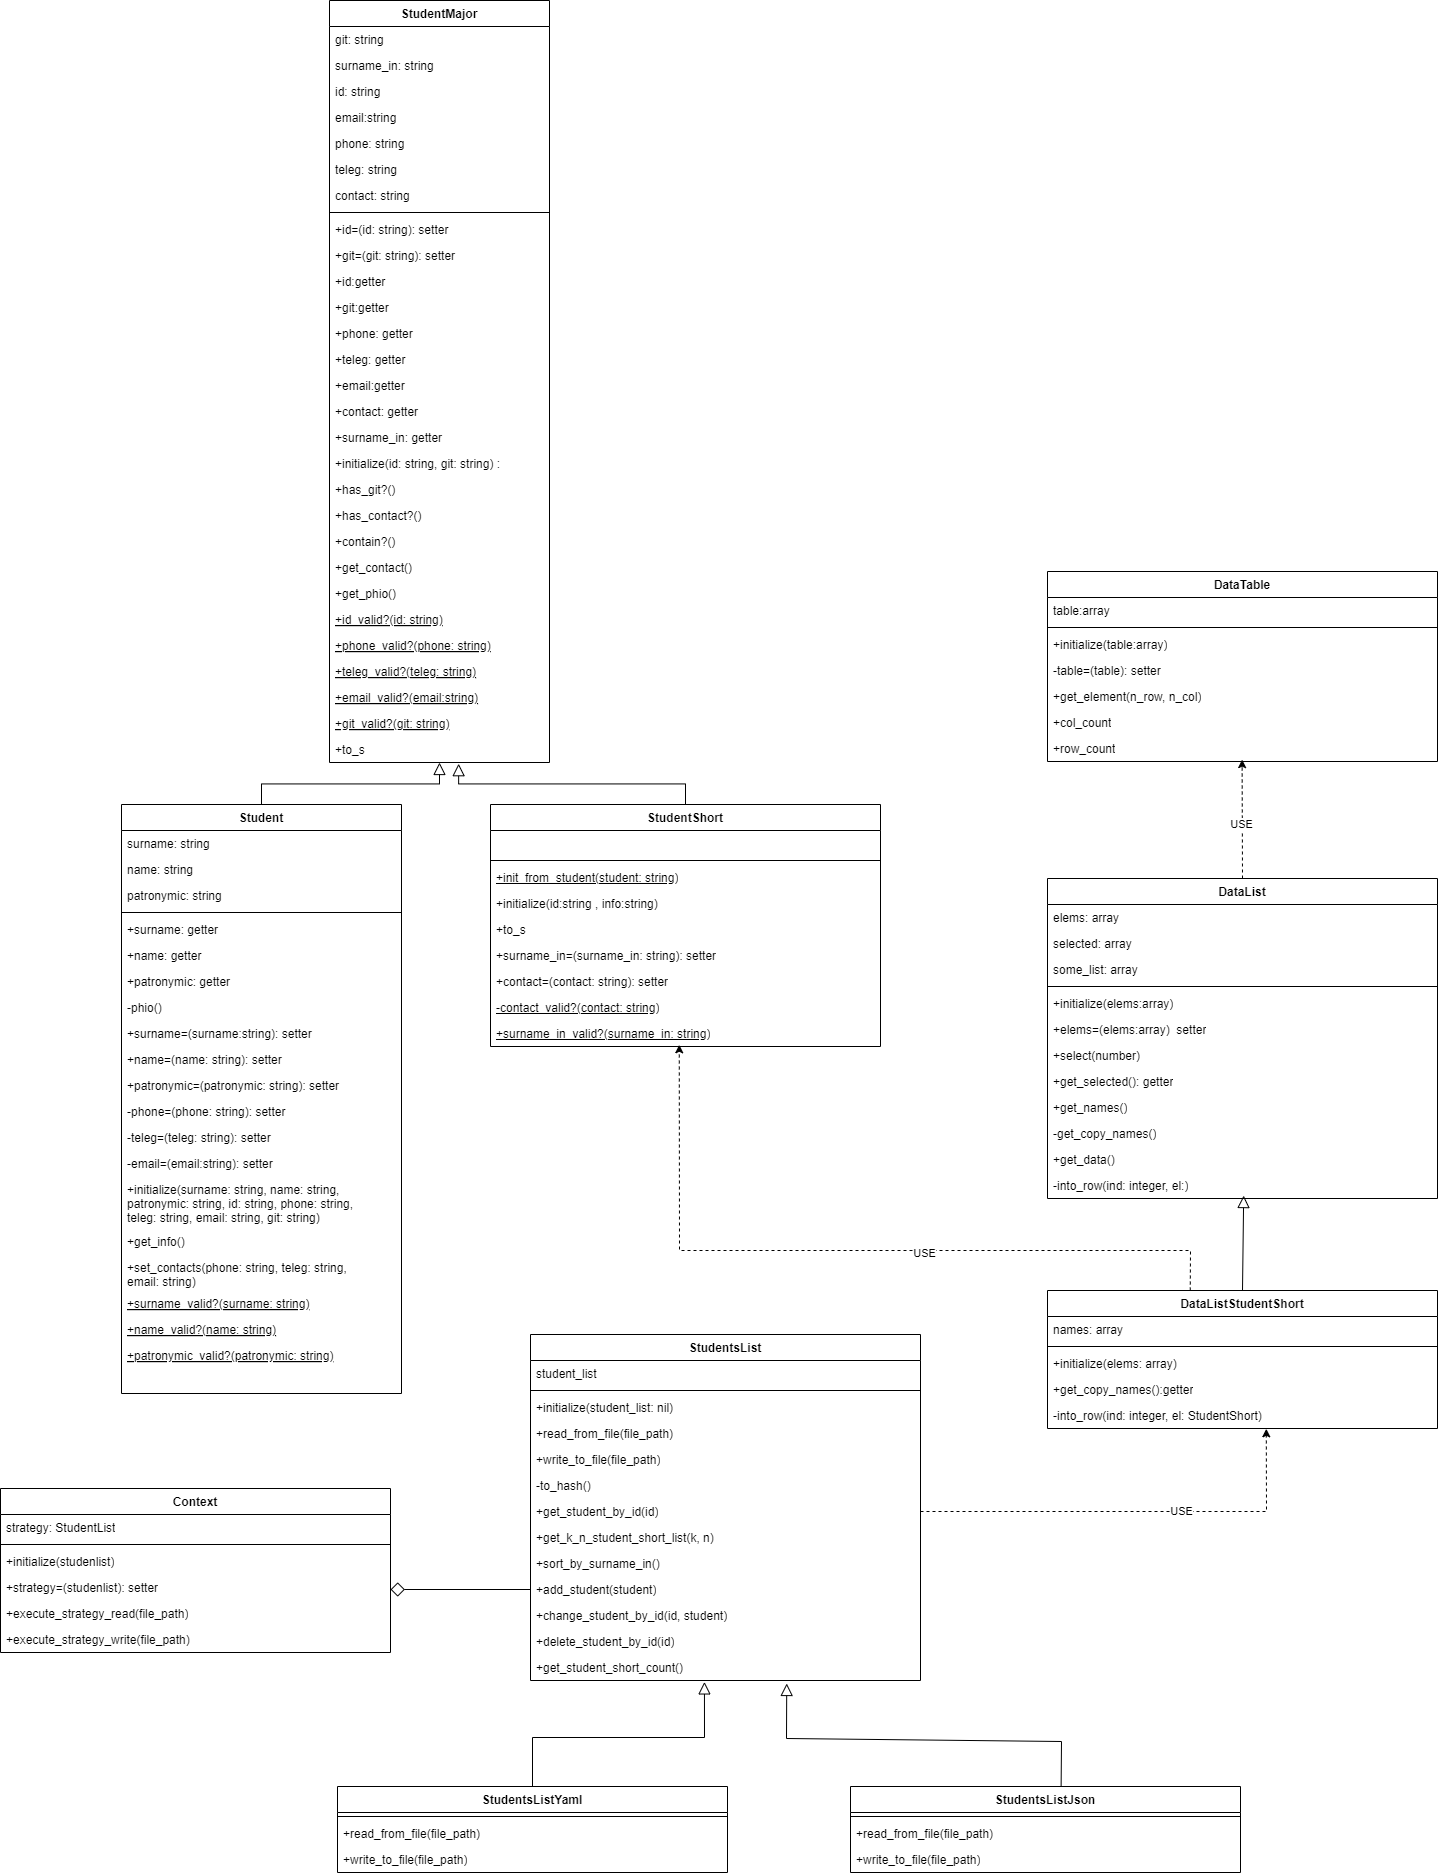 StudentMajor
git: string
surname_in: string
id: string
email:string
phone: string
teleg: string
contact: string
+id=(id: string): setter
+git=(git: string): setter
+id:getter
+git:getter
+phone: getter
+teleg: getter
+email:getter
+contact: getter
+surname_in: getter
+initialize(id: string, git: string) :
+has_git?()
+has_contact?()
+contain?()
+get_contact()
+get_phio()
+id_valid?(id: string)
+phone_valid?(phone: string)
+teleg_valid?(teleg: string)
+email_valid?(email:string)
+git_valid?(git: string)
+to_s
DataTable
table:array
+initialize(table:array)
-table=(table): setter
+get_element(n_row, n_col)
+col_count
+row_count
USE
Student
surname: string
name: string
patronymic: string
+surname: getter
+name: getter
+patronymic: getter
-phio()
+surname=(surname:string): setter
+name=(name: string): setter
+patronymic=(patronymic: string): setter
-phone=(phone: string): setter
-teleg=(teleg: string): setter
-email=(email:string): setter
+initialize(surname: string, name: string,
patronymic: string, id: string, phone: string,
teleg: string, email: string, git: string)
+get_info()
+set_contacts(phone: string, teleg: string,
email: string)
+surname_valid?(surname: string)
+name_valid?(name: string)
+patronymic_valid?(patronymic: string)
StudentShort
+init_from_student(student: string)
+initialize(id:string , info:string)
+to_s
+surname_in=(surname_in: string): setter
+contact=(contact: string): setter
-contact_valid?(contact: string)
+surname_in_valid?(surname_in: string)
DataList
elems: array
selected: array
some_list: array
+initialize(elems:array)
+elems=(elems:array)  setter
+select(number)
+get_selected(): getter
+get_names()
-get_copy_names()
+get_data()
-into_row(ind: integer, el:)
USE
DataListStudentShort
names: array
+initialize(elems: array)
+get_copy_names():getter
-into_row(ind: integer, el: StudentShort)
StudentsList
student_list
+initialize(student_list: nil)
+read_from_file(file_path)
+write_to_file(file_path)
-to_hash()
+get_student_by_id(id)
+get_k_n_student_short_list(k, n)
+sort_by_surname_in()
+add_student(student)
+change_student_by_id(id, student)
+delete_student_by_id(id)
+get_student_short_count()
USE
Context
strategy: StudentList
+initialize(studenlist)
+strategy=(studenlist): setter
+execute_strategy_read(file_path)
+execute_strategy_write(file_path)
StudentsListYaml
+read_from_file(file_path)
+write_to_file(file_path)
StudentsListJson
+read_from_file(file_path)
+write_to_file(file_path)